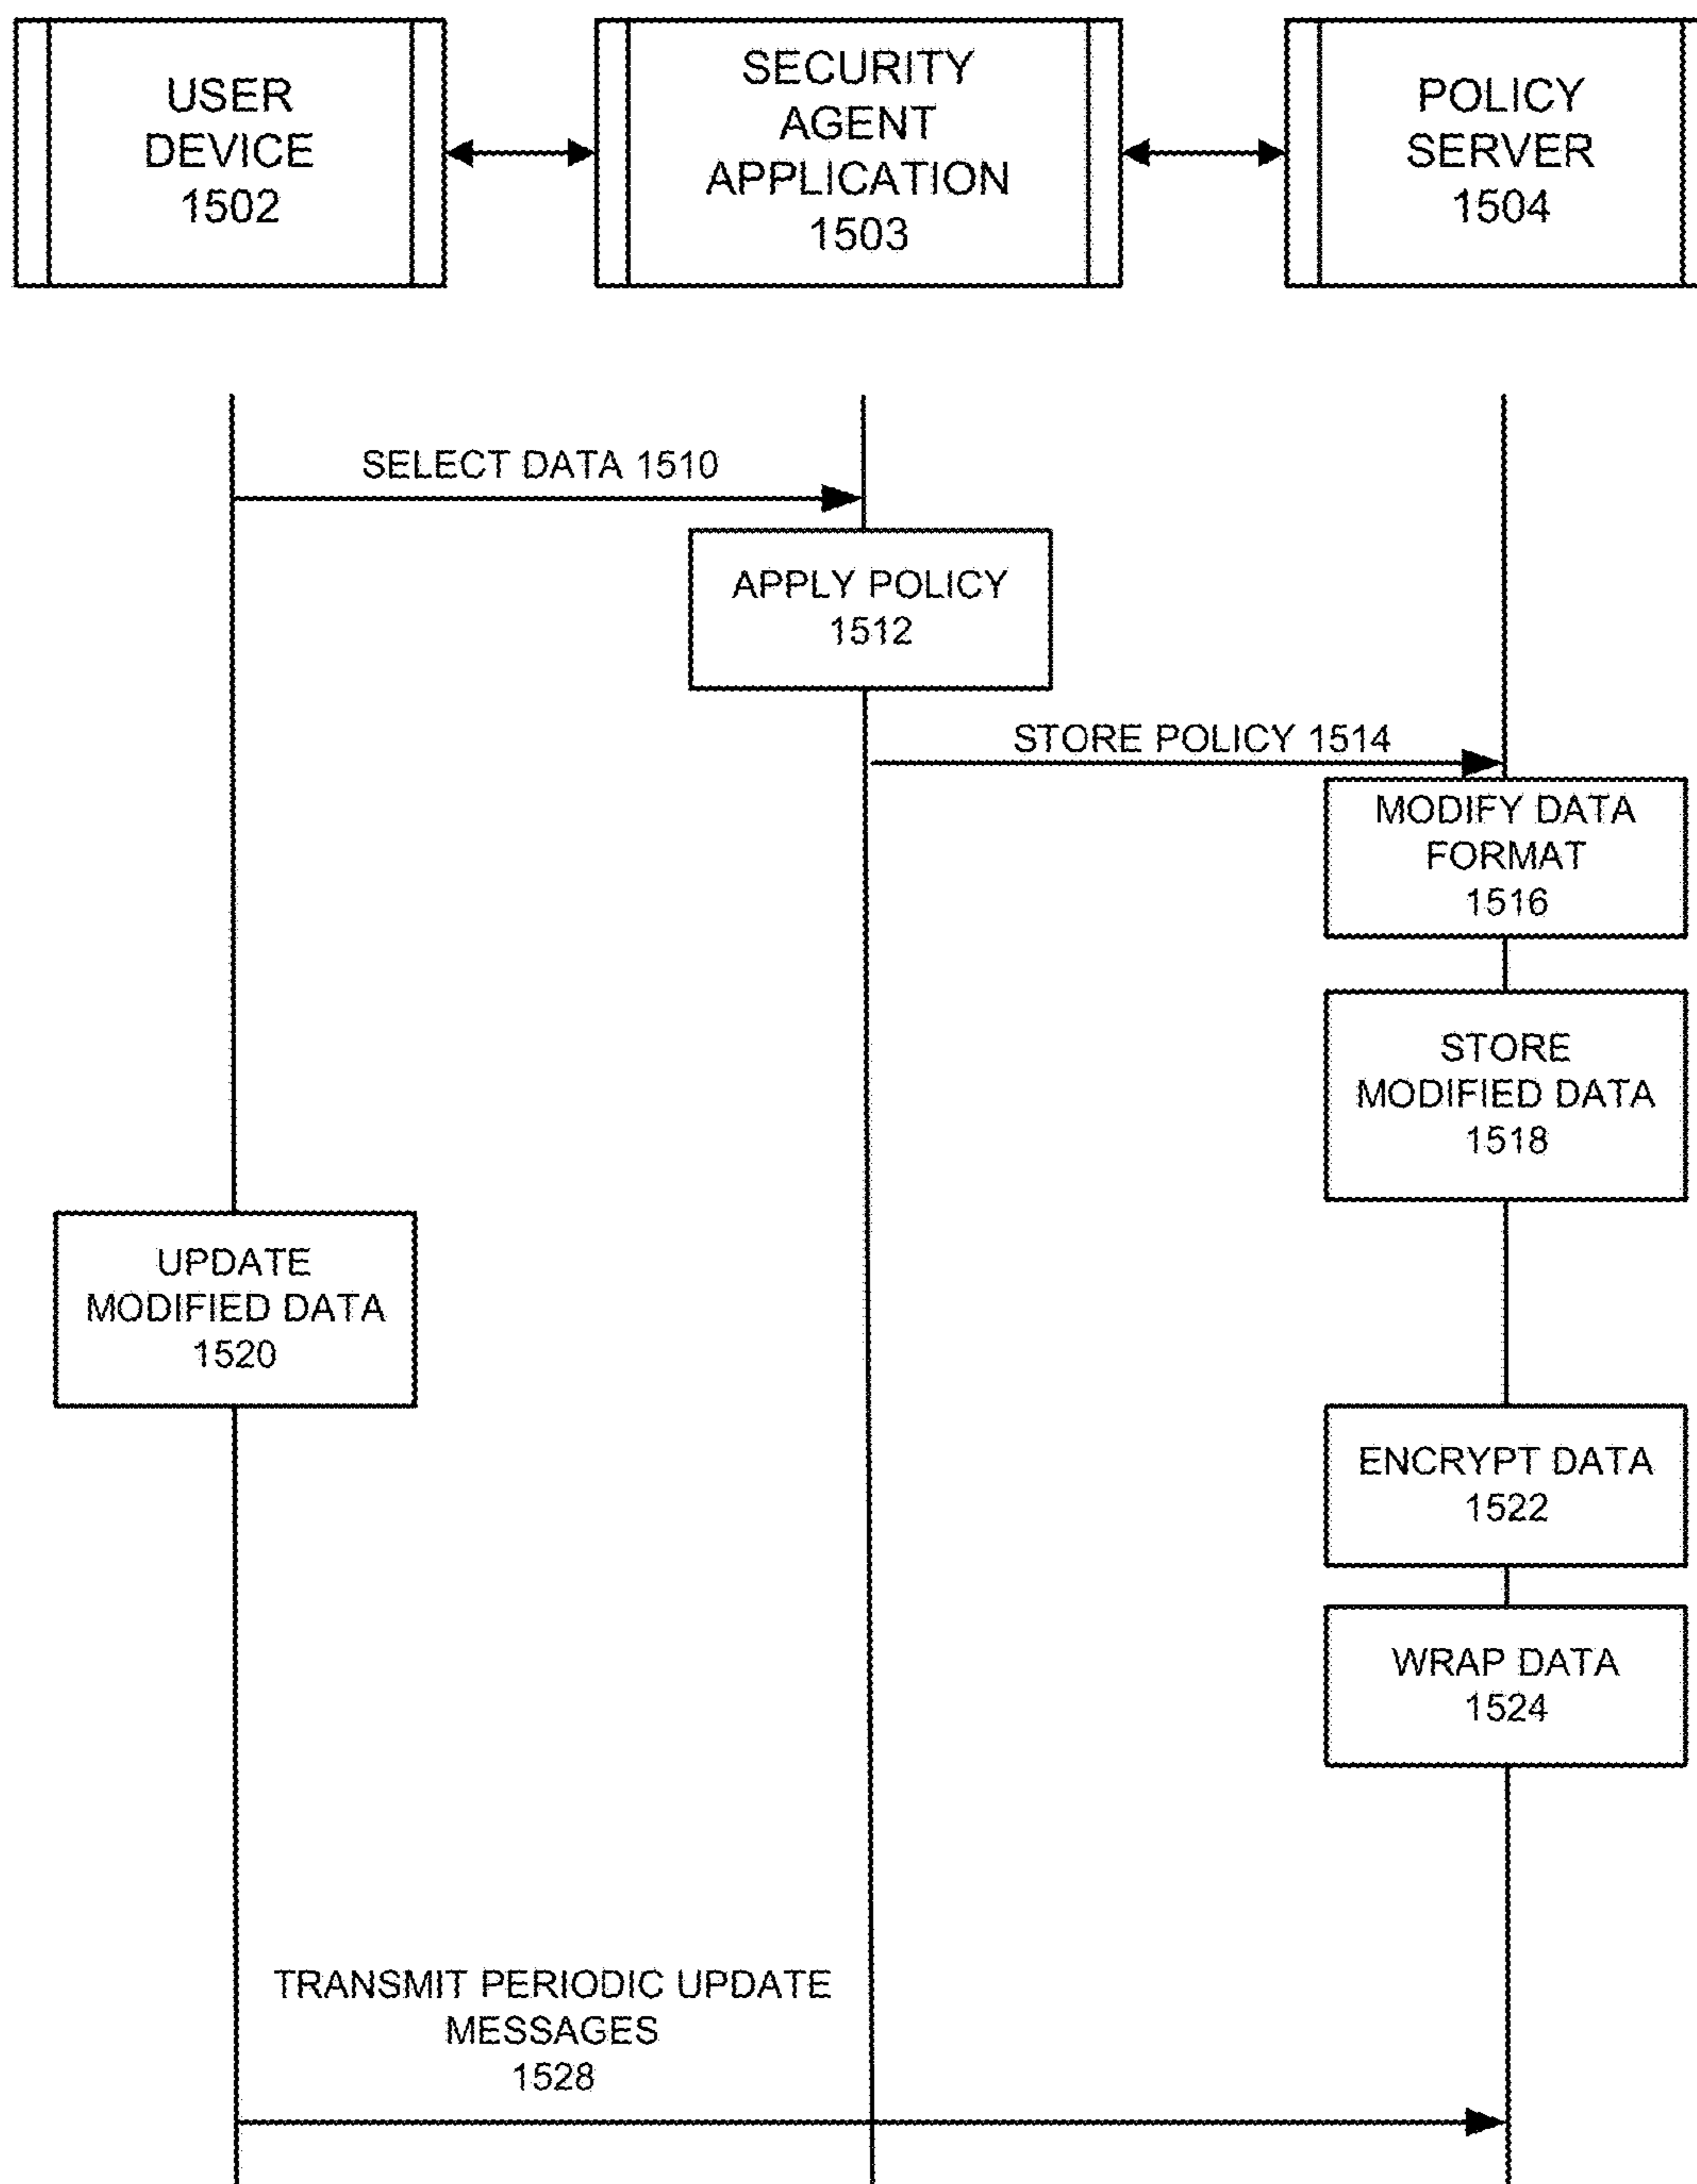 USER
DEVICE
1502
SECURITY
AGENT
APPLICATION
1503
POLICY
SERVER
1504
SELECT DATA 1510
APPLY POLICY
1512
STORE POLICY 1514
MODIFY DATA
FORMAT
1516
STORE
MODIFIED DATA
1518
UPDATE
MODIFIED DATA
1520
ENCRYPT DATA
1522
WRAP DATA
1524
TRANSMIT PERIODIC UPDATE
MESSAGES
1528